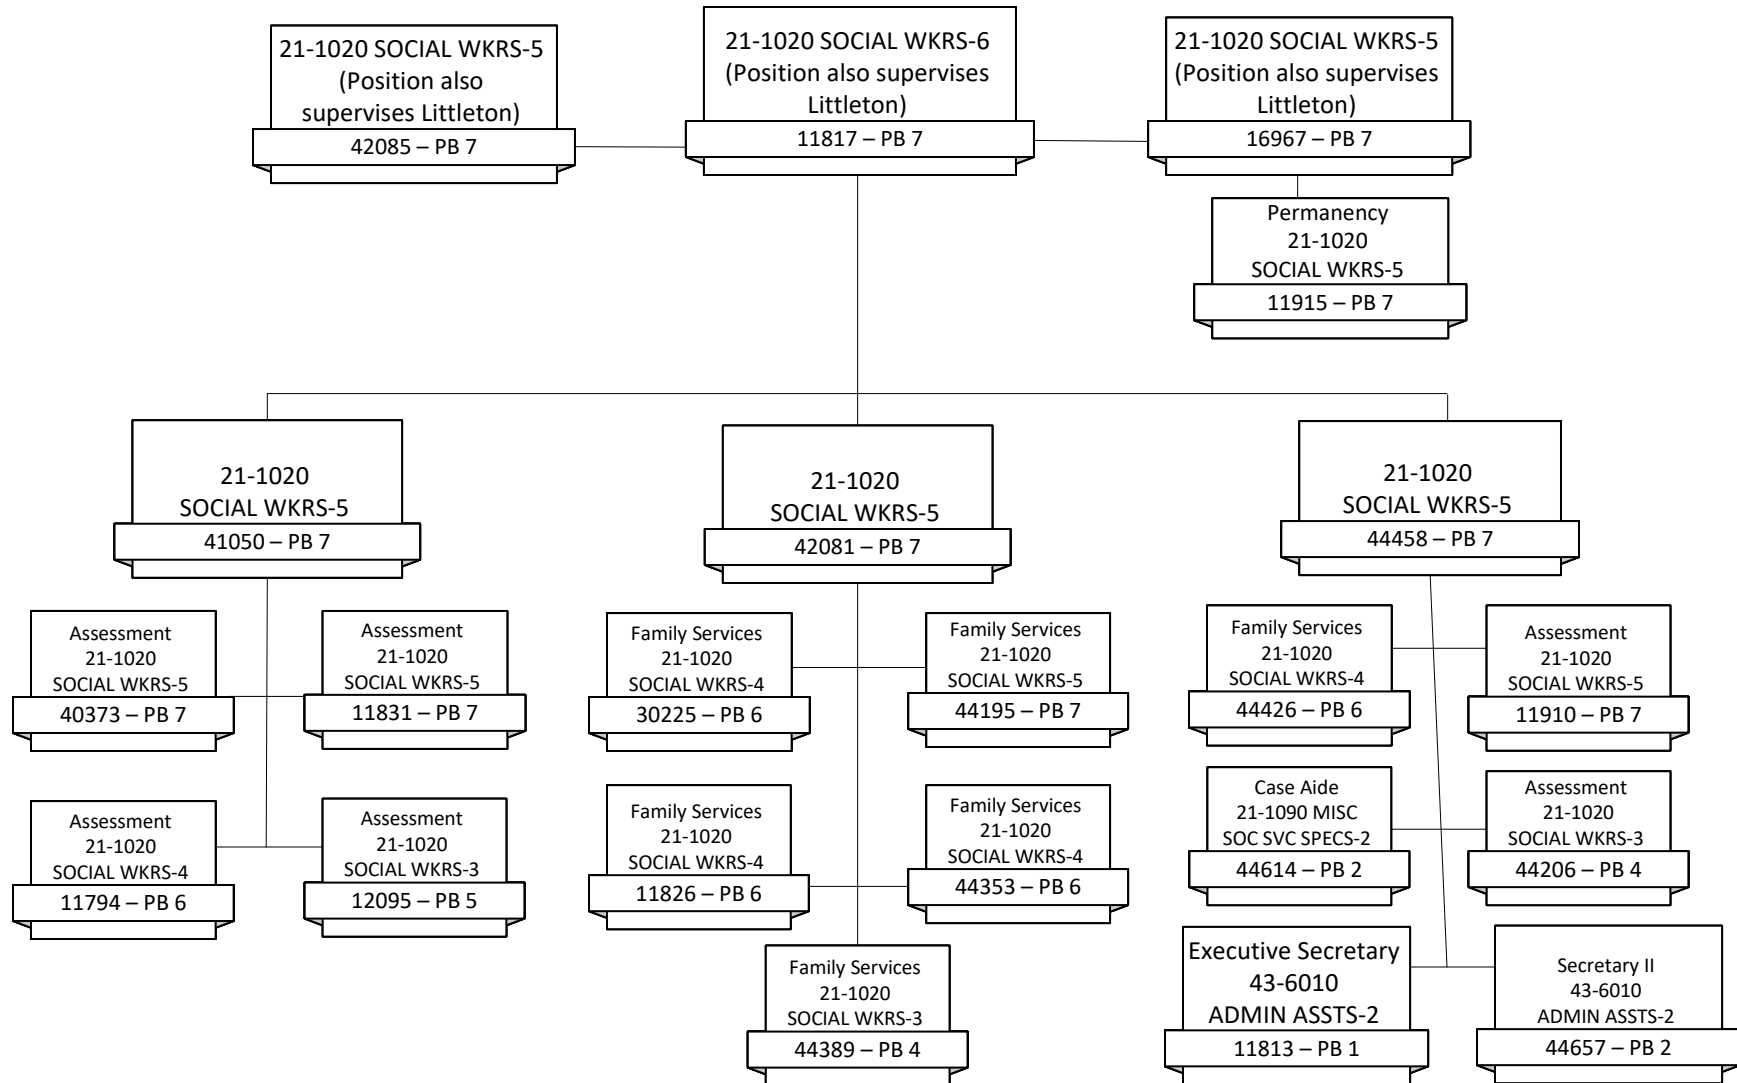 21-1020 SOCIAL WKRS-5
(Position also
supervises Littleton)
42085 – PB 7
21-1020 SOCIAL WKRS-6
(Position also supervises
Littleton)
11817 – PB 7
21-1020 SOCIAL WKRS-5
(Position also supervises
Littleton)
16967 – PB 7
Permanency
21-1020
SOCIAL WKRS-5
11915 – PB 7
21-1020
SOCIAL WKRS-5
41050 – PB 7
21-1020
SOCIAL WKRS-5
42081 – PB 7
21-1020
SOCIAL WKRS-5
44458 – PB 7
Assessment
21-1020
SOCIAL WKRS-5
40373 – PB 7
Assessment
21-1020
SOCIAL WKRS-5
11831 – PB 7
Family Services
21-1020
SOCIAL WKRS-4
30225 – PB 6
Family Services
21-1020
SOCIAL WKRS-5
44195 – PB 7
Family Services
21-1020
SOCIAL WKRS-4
44426 – PB 6
Assessment
21-1020
SOCIAL WKRS-5
11910 – PB 7
Assessment
21-1020
SOCIAL WKRS-4
11794 – PB 6
Assessment
21-1020
SOCIAL WKRS-3
12095 – PB 5
Family Services
21-1020
SOCIAL WKRS-4
11826 – PB 6
Family Services
21-1020
SOCIAL WKRS-4
44353 – PB 6
Case Aide
21-1090 MISC
SOC SVC SPECS-2
44614 – PB 2
Assessment
21-1020
SOCIAL WKRS-3
44206 – PB 4
Family Services
21-1020
SOCIAL WKRS-3
44389 – PB 4
Executive Secretary
43-6010
ADMIN ASSTS-2
11813 – PB 1
Secretary II
43-6010
ADMIN ASSTS-2
44657 – PB 2